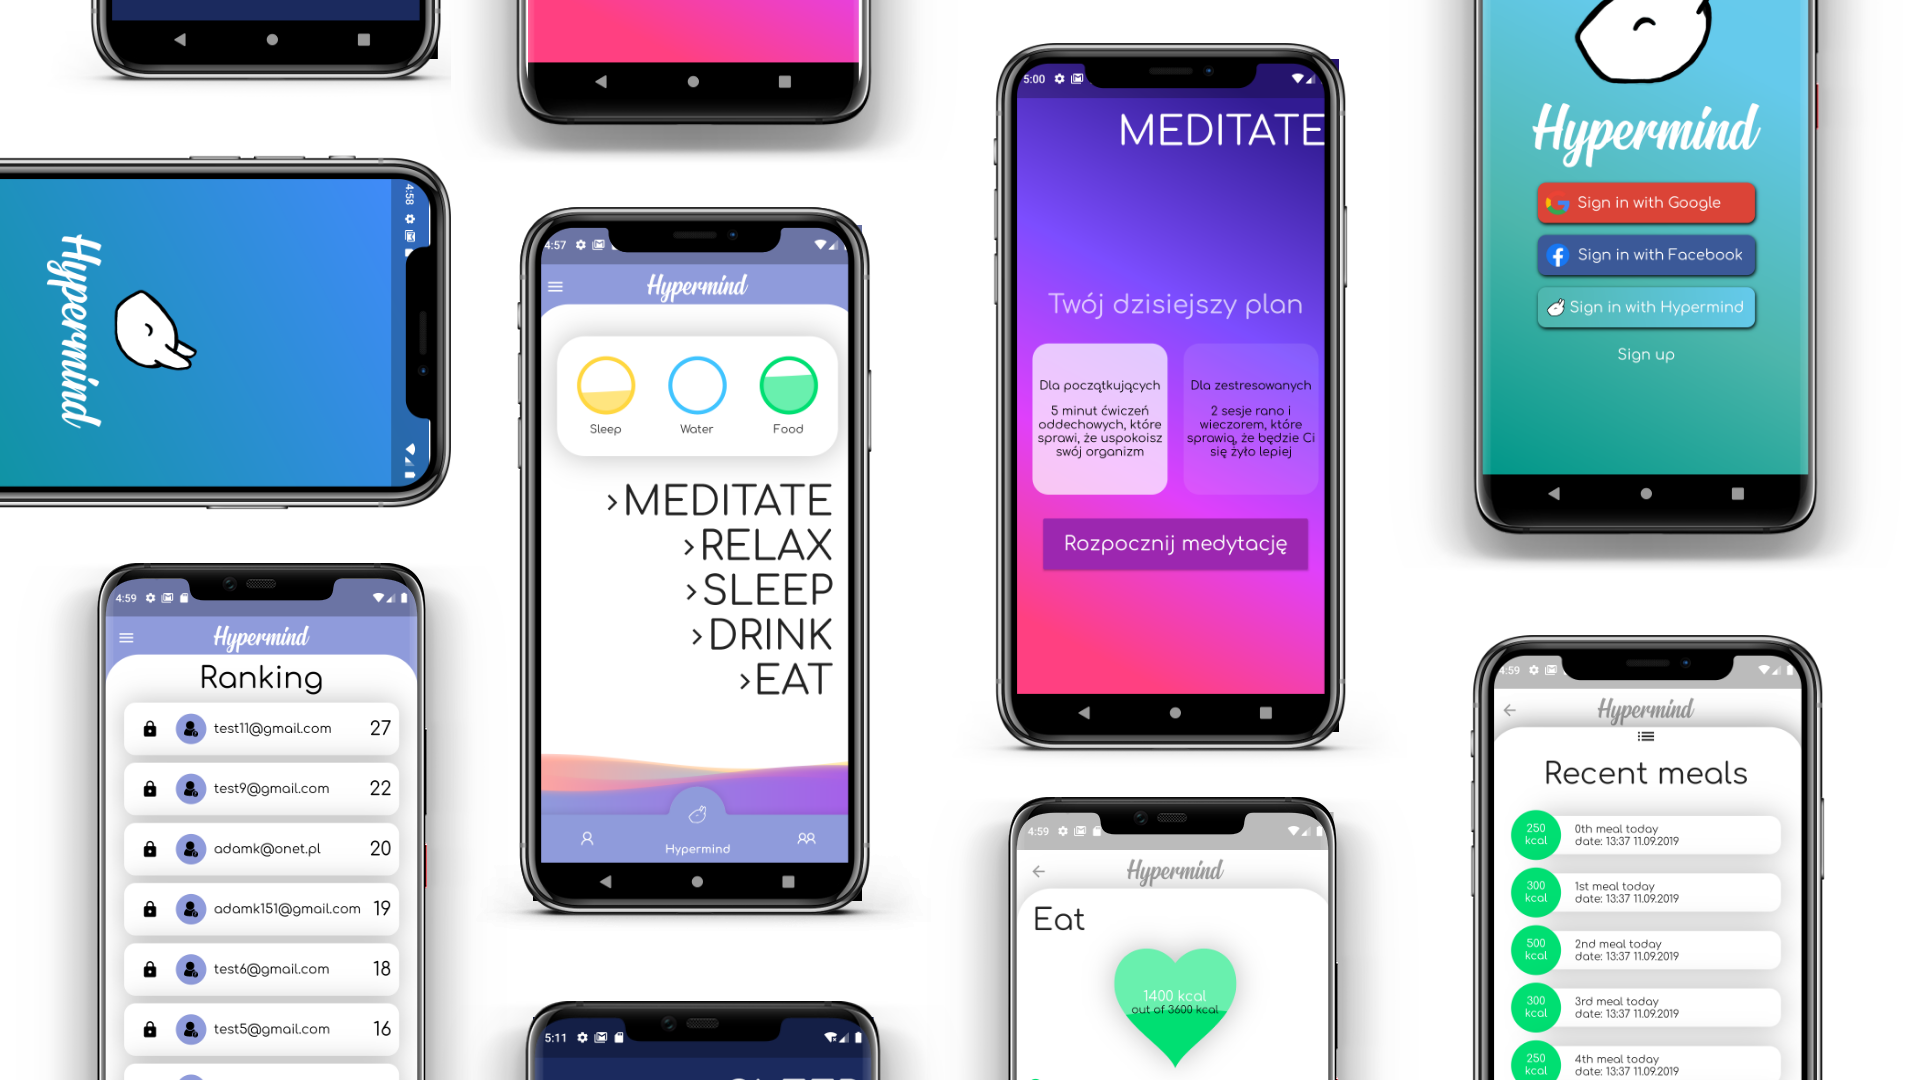 4:58
Hypermind
4:59
Hypermind
Ranking
test11@gmail.com 27
test9@gmail.com 22
adamk@onet.pl 20
adamk151@gmail.com 19
test6@gmail.com 18
test5@gmail.com 16
4:57
Hypermind
Sleep Water Food
›MEDITATE
›RELAX
›SLEEP
›DRINK
›EAT
Hypermind
5:11
5:00
MEDITATE
Twój dzisiejszy plan
Dla początkujących
5 minut ćwiczeń
oddechowych, które
sprawi, że uspokoisz
swój organizm
Dla zestresowanych
2 sesje rano i
wieczorem, które
sprawią, że będzie Ci
się żyło lepiej
Rozpocznij medytację
4:59
Hypermind
Eat
1400 kcal
out of 3600 kcal
Hypermind
Sign in with Google
Sign in with Facebook
Sign in with Hypermind
Sign up
4:59
Hypermind
Recent meals
250
kcal
0th meal today
date: 13:37 11.09.2019
300
kcal
1st meal today
date: 13:37 11.09.2019
500
kcal
2nd meal today
date: 13:37 11.09.2019
300
kcal
3rd meal today
date: 13:37 11.09.2019
250
kcal
4th meal today
date: 13:37 11.09.2019